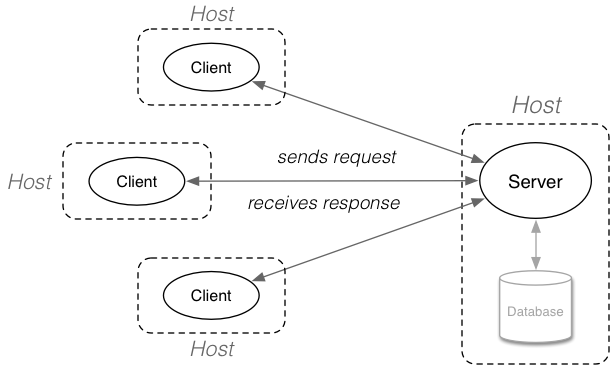 Host
Client
Host
sends request
Host
Client
Server
receives response
Client
Database
Host